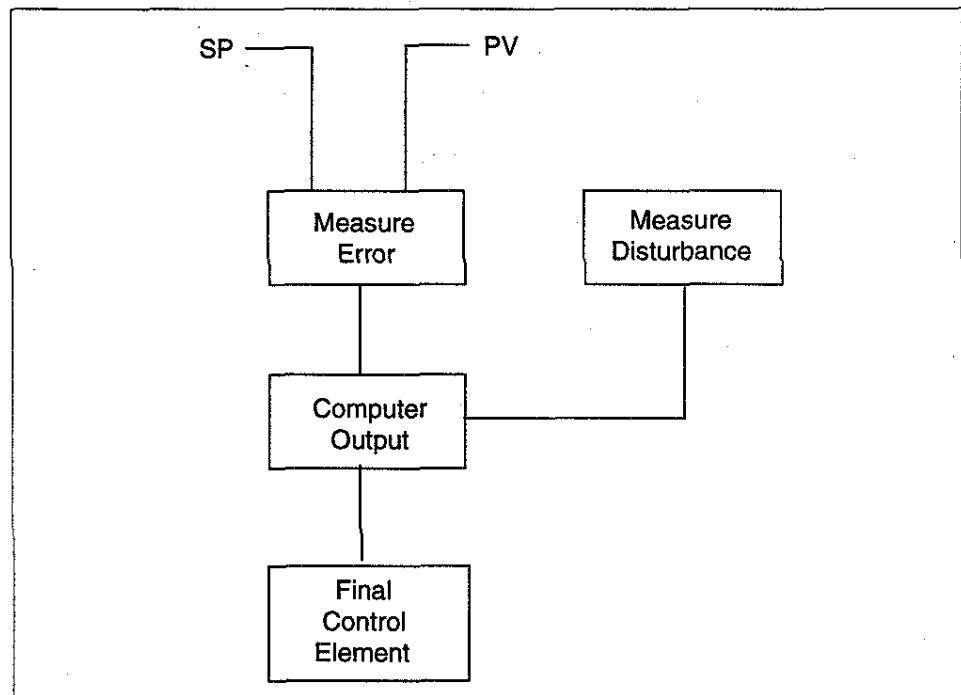 SP
PV
Measure
Error
Measure
Disturbance
Computer
Output
Final
Control
Element